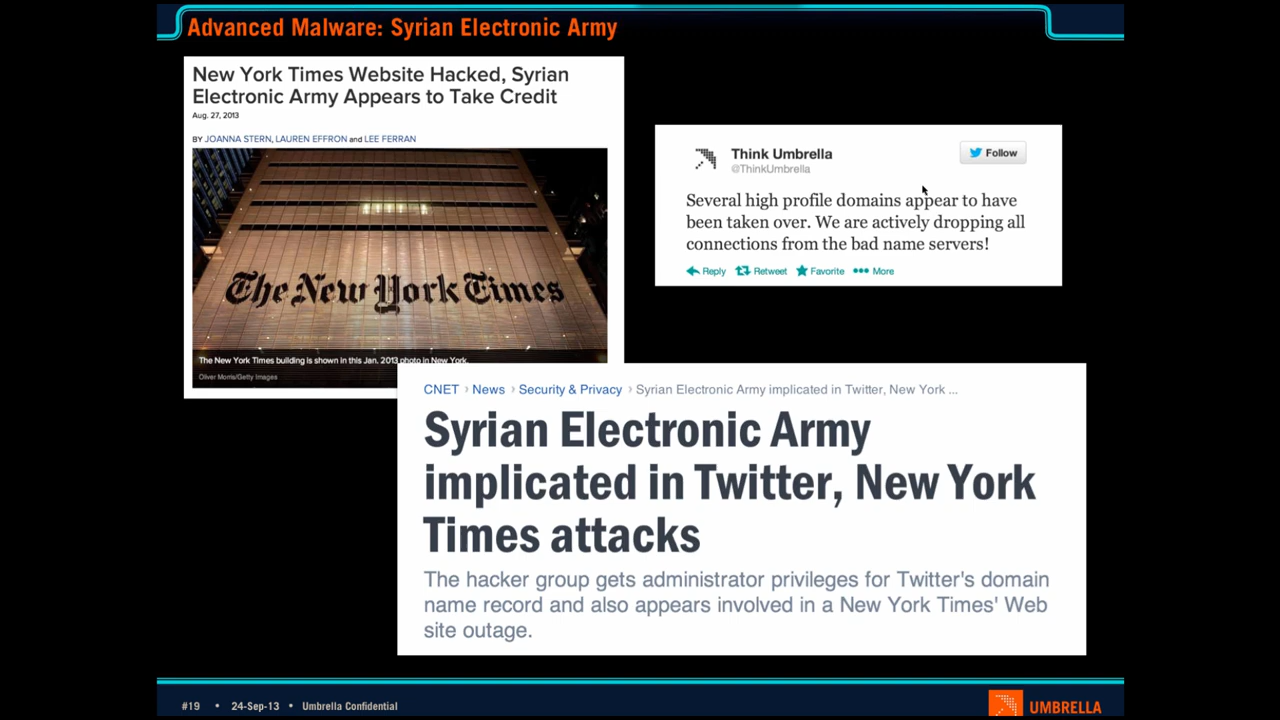 Advanced Malware: Syrian Electronic Army
New York Times Website Hacked, Syrian
Electronic Army Appears to Take Credit
Aug. 27, 2013
BY JOANNA STERN, LAUREN EFFRON and LEE FERRAN
The New York Times
The New York Times building is shown in this Jan. 2013 photo in New York.
Oliver Morris/Getty Images
Think Umbrella
@ThinkUmbrella
Follow
Several high profile domains appear to have
been taken over. We are actively dropping all
connections from the bad name servers!
Reply Retweet Favorite More
CNET › News › Security & Privacy › Syrian Electronic Army implicated in Twitter, New York ...
Syrian Electronic Army
implicated in Twitter, New York
Times attacks
The hacker group gets administrator privileges for Twitter's domain
name record and also appears involved in a New York Times' Web
site outage.
#19 • 24-Sep-13 • Umbrella Confidential
UMBRELLA